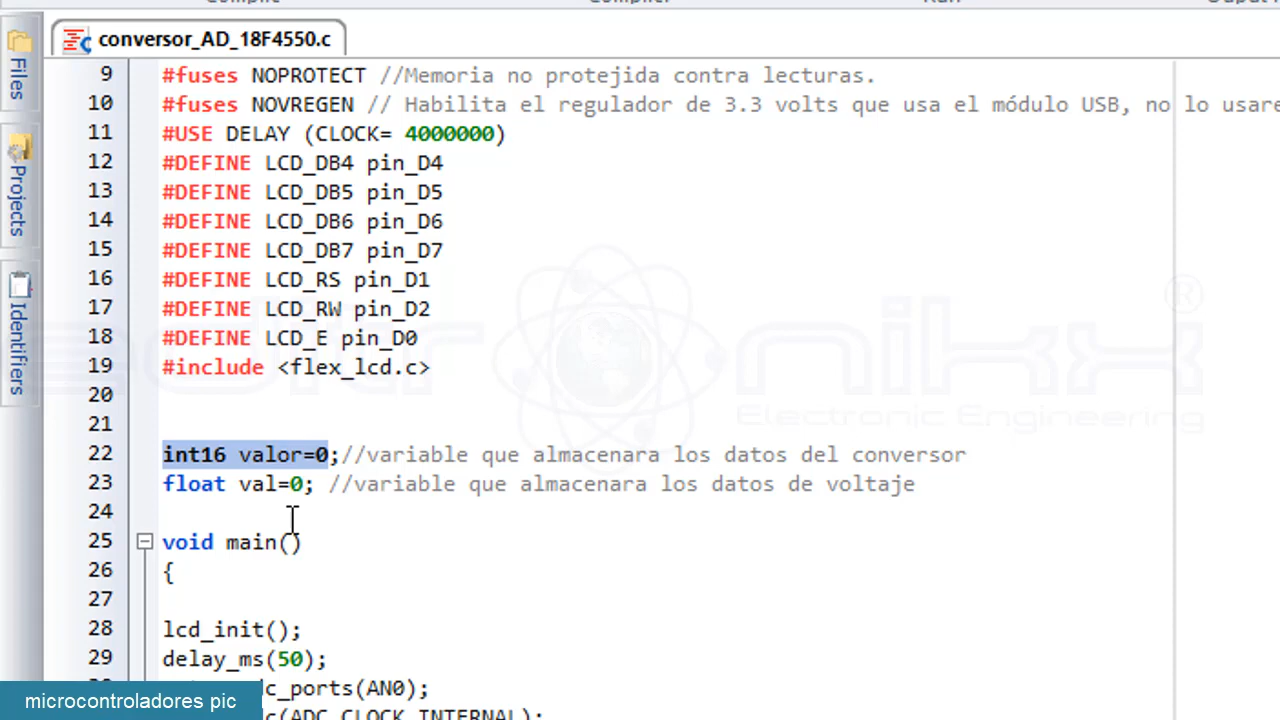 conversor_AD_18F4550.c
Files
Projects
Identifiers
9 #fuses NOPROTECT //Memoria no protejida contra lecturas.
10 #fuses NOVREGEN // Habilita el regulador de 3.3 volts que usa el módulo USB, no lo usare
11 #USE DELAY (CLOCK= 4000000)
12 #DEFINE LCD_DB4 pin_D4
13 #DEFINE LCD_DB5 pin_D5
14 #DEFINE LCD_DB6 pin_D6
15 #DEFINE LCD_DB7 pin_D7
16 #DEFINE LCD_RS pin_D1
17 #DEFINE LCD_RW pin_D2
18 #DEFINE LCD_E pin_D0
19 #include <flex_lcd.c>
20
21
22 int16 valor=0;//variable que almacenara los datos del conversor
23 float val=0; //variable que almacenara los datos de voltaje
24
25 void main()
26 {
27
28 lcd_init();
29 delay_ms(50);
c_ports(AN0);
c(ADC_CLOCK_INTERNAL);
Electronic Engineering
microcontroladores pic